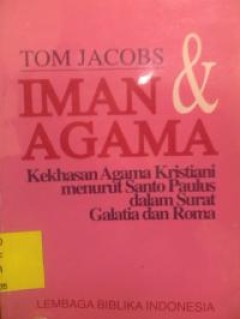 TOM JACOBS
IMAN &
AGAMA
Kekhasan Agama Kristiani
menurut Santo Paulus
dalam Surat
Galatia dan Roma
LEMBAGA BIBLIKA INDONESIA